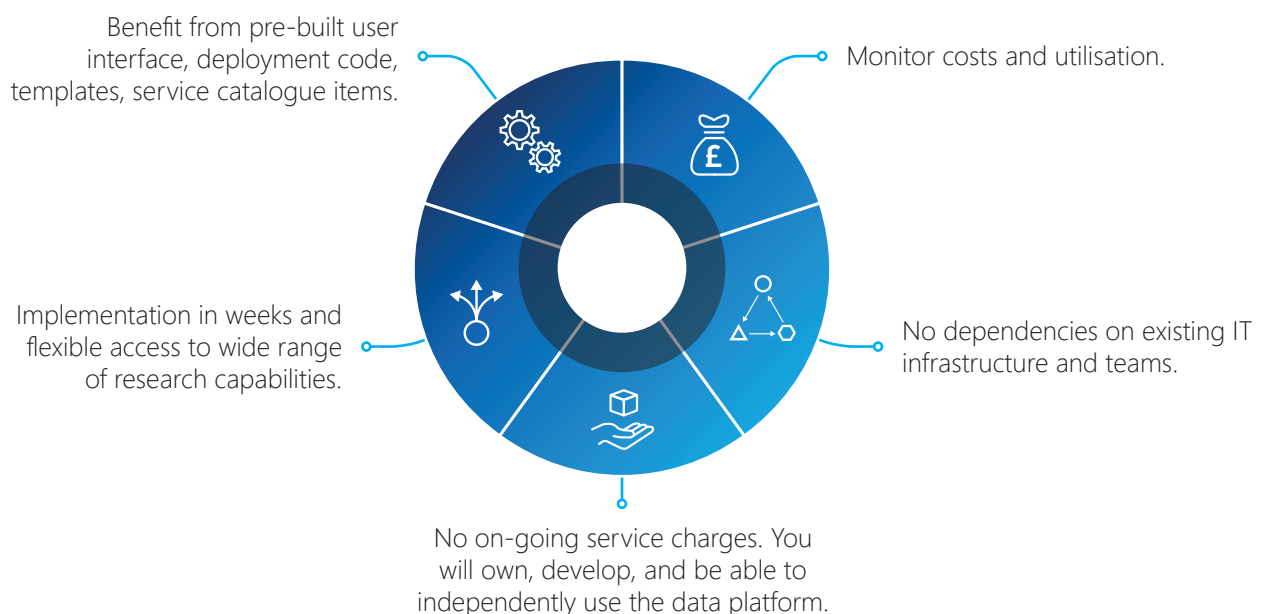 Benefit from pre-built user
interface, deployment code,
templates, service catalogue items.
Monitor costs and utilisation.
£
Implementation in weeks and
flexible access to wide range
of research capabilities.
No dependencies on existing IT
infrastructure and teams.
No on-going service charges. You
will own, develop, and be able to
independently use the data platform.